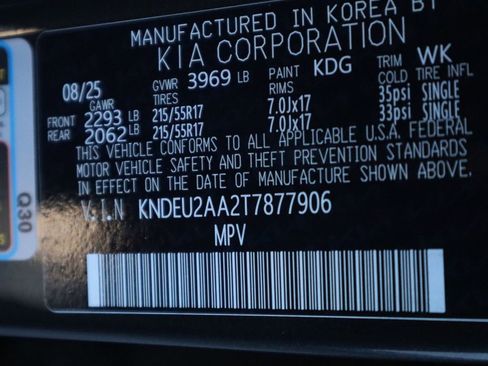 MANUFACTURED IN KOREA BY
KIA CORPORATION
08/25 GVWR 3969 LB PAINT KDG TRIM WK
GAWR TIRES RIMS COLD TIRE INFL
FRONT 2293 LB 215/55R17 7.0Jx17 35psi SINGLE
REAR 2062 LB 215/55R17 7.0Jx17 33psi SINGLE
THIS VEHICLE CONFORMS TO ALL APPLICABLE U.S.A. FEDERAL
MOTOR VEHICLE SAFETY AND THEFT PREVENTION STANDARDS
IN EFFECT ON THE DATE OF MANUFACTURE SHOWN ABOVE.
V.I.N KNDEU2AA2T7877906
MPV
Q30